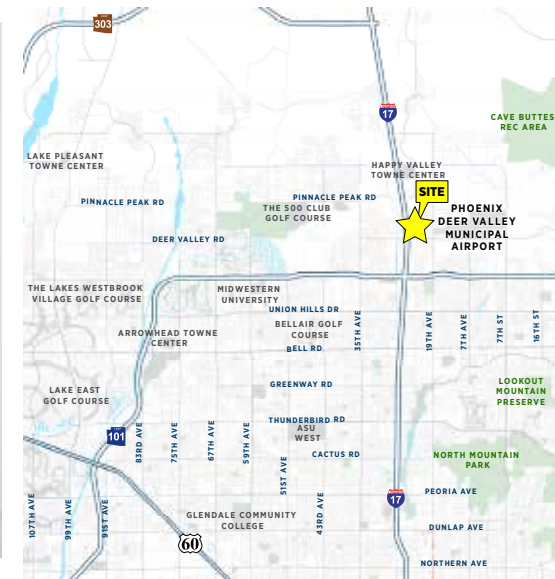 303
17
CAVE BUTTES
REC AREA
LAKE PLEASANT
TOWNE CENTER
HAPPY VALLEY
TOWNE CENTER
SITE
PINNACLE PEAK RD
PINNACLE PEAK RD
THE 500 CLUB
GOLF COURSE
PHOENIX
DEER VALLEY
MUNICIPAL
AIRPORT
DEER VALLEY RD
THE LAKES WESTBROOK
VILLAGE GOLF COURSE
MIDWESTERN
UNIVERSITY
UNION HILLS DR
BELLAIR GOLF
COURSE
35TH AVE
19TH AVE
7TH AVE
7TH ST
16TH ST
ARROWHEAD TOWNE
CENTER
BELL RD
LAKE EAST
GOLF COURSE
GREENWAY RD
LOOKOUT
MOUNTAIN
PRESERVE
101
83RD AVE
75TH AVE
67TH AVE
59TH AVE
THUNDERBIRD RD
ASU
WEST
CACTUS RD
51ST AVE
NORTH MOUNTAIN
PARK
107TH AVE
99TH AVE
91ST AVE
43RD AVE
17
PEORIA AVE
GLENDALE COMMUNITY
COLLEGE
DUNLAP AVE
60
NORTHERN AVE